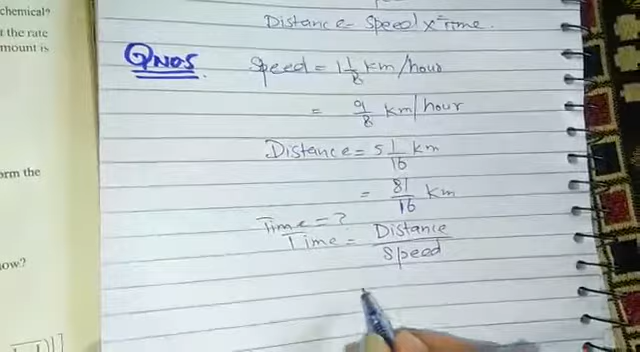 chemical?
t the rate
mount is
orm the
ow?
Distance = Speed × Time.
Qno5.
Speed = 1 1/8 km/hour
= 9/8 km/hour
Distance = 5 1/16 km
= 81/16 km
Time = ?
Time = Distance/Speed